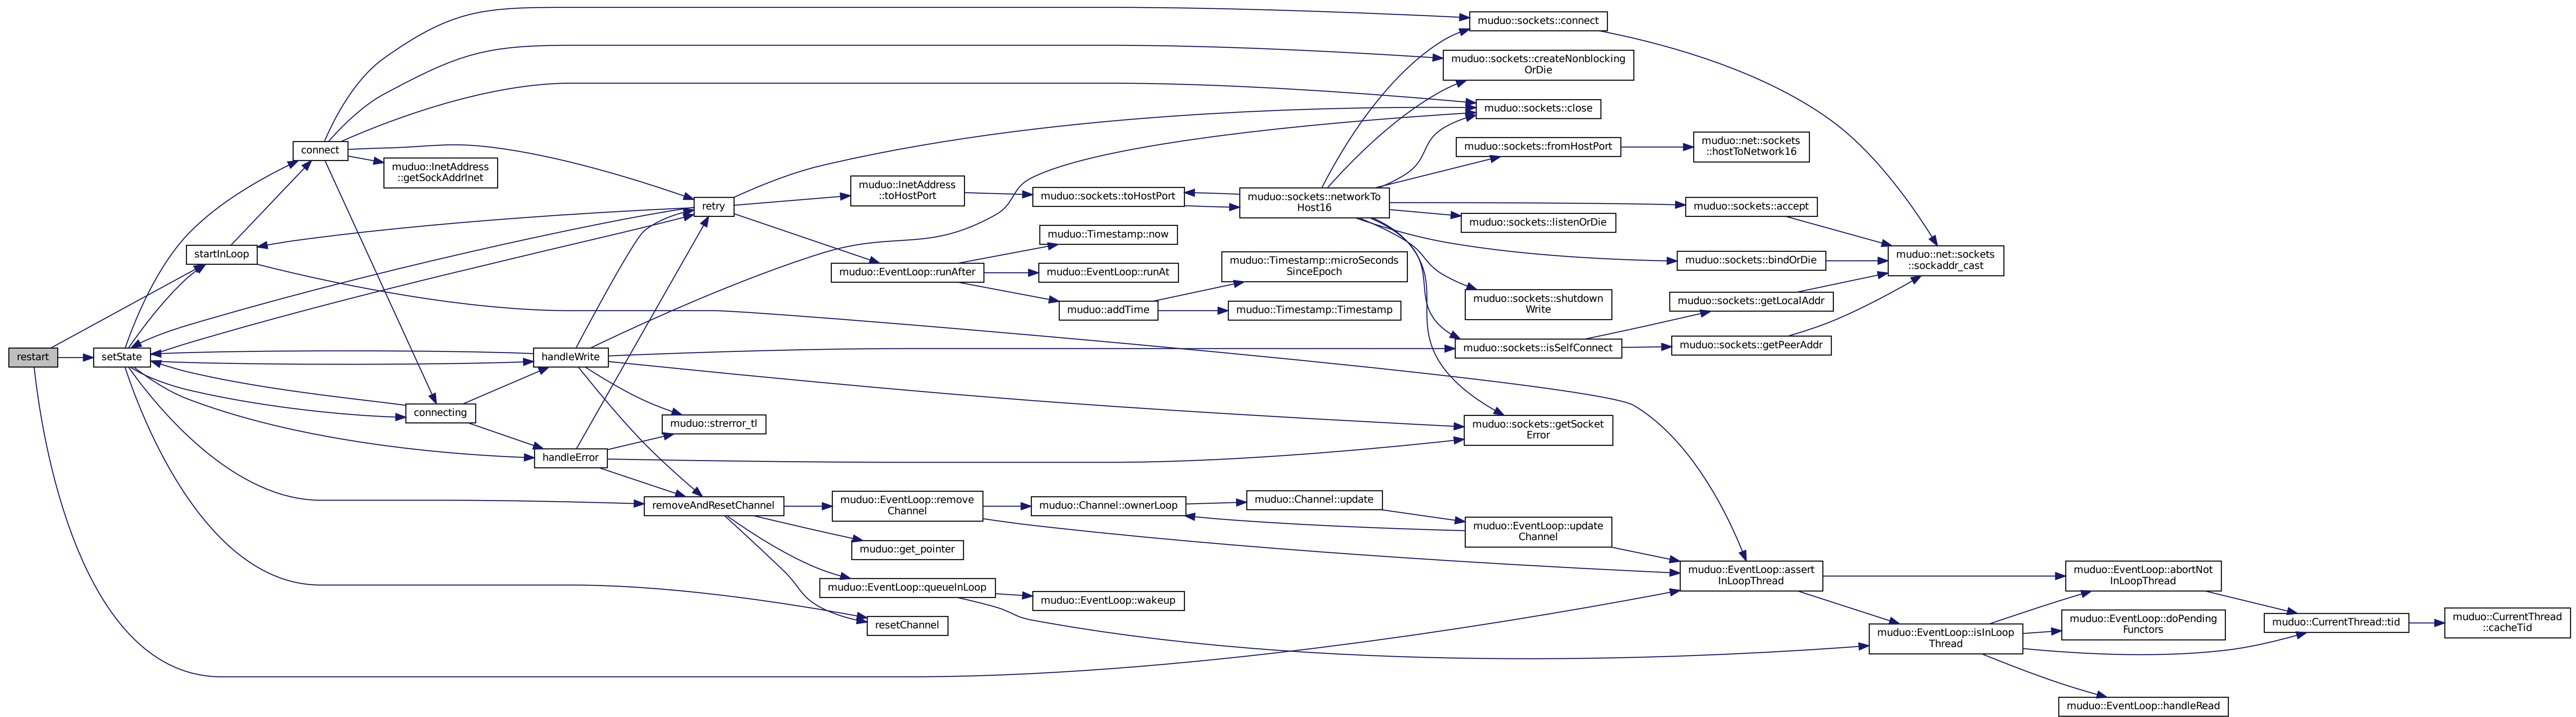 restart
setState
startInLoop
connect
muduo::InetAddress
::getSockAddrInet
connecting
handleWrite
handleError
retry
muduo::strerror_tl
removeAndResetChannel
muduo::InetAddress
::toHostPort
muduo::EventLoop::runAfter
muduo::EventLoop::remove
Channel
muduo::get_pointer
muduo::EventLoop::queueInLoop
resetChannel
muduo::sockets::toHostPort
muduo::Timestamp::now
muduo::EventLoop::runAt
muduo::addTime
muduo::Channel::ownerLoop
muduo::EventLoop::wakeup
muduo::sockets::networkTo
Host16
muduo::Timestamp::microSeconds
SinceEpoch
muduo::Timestamp::Timestamp
muduo::Channel::update
muduo::sockets::connect
muduo::sockets::createNonblocking
OrDie
muduo::sockets::close
muduo::sockets::fromHostPort
muduo::sockets::listenOrDie
muduo::sockets::shutdown
Write
muduo::sockets::isSelfConnect
muduo::sockets::getSocket
Error
muduo::EventLoop::update
Channel
muduo::net::sockets
::hostToNetwork16
muduo::sockets::accept
muduo::sockets::bindOrDie
muduo::sockets::getLocalAddr
muduo::sockets::getPeerAddr
muduo::EventLoop::assert
InLoopThread
muduo::net::sockets
::sockaddr_cast
muduo::EventLoop::isInLoop
Thread
muduo::EventLoop::abortNot
InLoopThread
muduo::EventLoop::doPending
Functors
muduo::EventLoop::handleRead
muduo::CurrentThread::tid
muduo::CurrentThread
::cacheTid